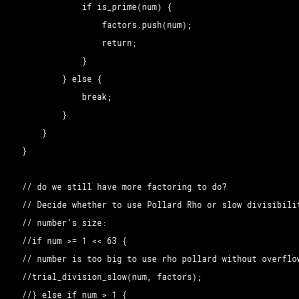 if is_prime(num) {
factors.push(num);
return;
}
} else {
break;
}
}
}
// do we still have more factoring to do?
// Decide whether to use Pollard Rho or slow divisibilit
// number's size:
//if num >= 1 << 63 {
// number is too big to use rho pollard without overflow
//trial_division_slow(num, factors);
//} else if num > 1 {